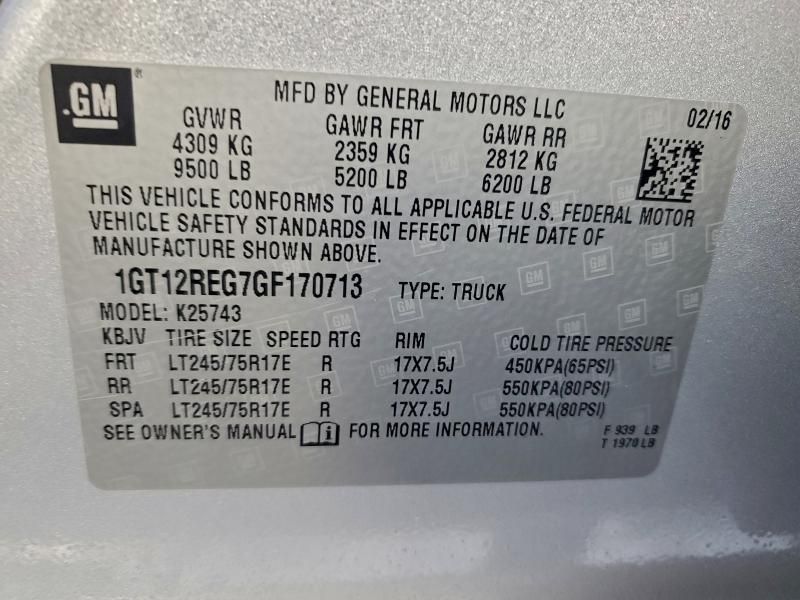 GM
MFD BY GENERAL MOTORS LLC
02/16
GVWR GAWR FRT GAWR RR
4309 KG 2359 KG 2812 KG
9500 LB 5200 LB 6200 LB
THIS VEHICLE CONFORMS TO ALL APPLICABLE U.S. FEDERAL MOTOR
VEHICLE SAFETY STANDARDS IN EFFECT ON THE DATE OF
MANUFACTURE SHOWN ABOVE.
1GT12REG7GF170713 TYPE: TRUCK
MODEL: K25743
KBJV TIRE SIZE SPEED RTG RIM COLD TIRE PRESSURE
FRT LT245/75R17E R 17X7.5J 450KPA(65PSI)
RR LT245/75R17E R 17X7.5J 550KPA(80PSI)
SPA LT245/75R17E R 17X7.5J 550KPA(80PSI)
SEE OWNER'S MANUAL FOR MORE INFORMATION.
F 939 LB
T 1970 LB